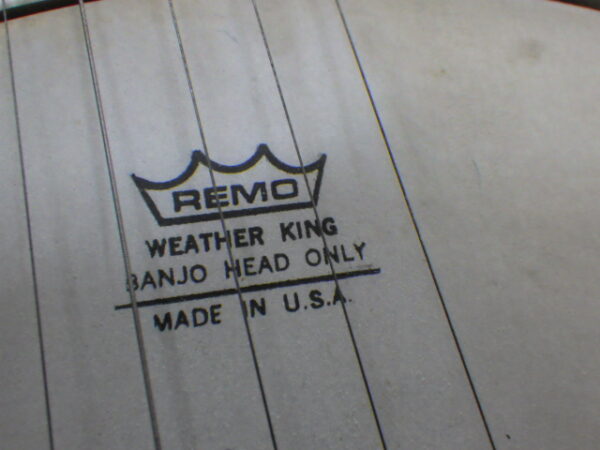 REMO
WEATHER KING
BANJO HEAD ONLY
MADE IN U.S.A.